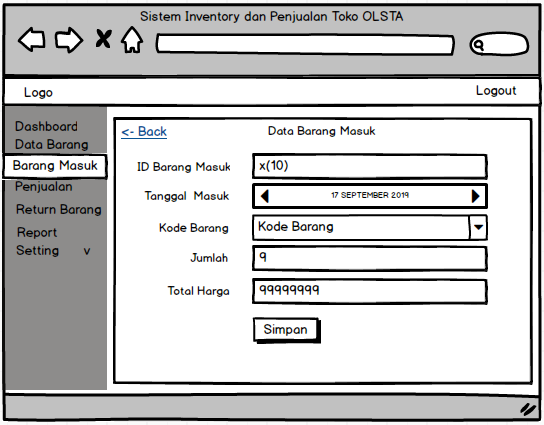 Sistem Inventory dan Penjualan Toko OLSTA
Logo
Logout
Dashboard
Data Barang
Barang Masuk
Penjualan
Return Barang
Report
Setting v
<- Back
Data Barang Masuk
ID Barang Masuk x(10)
Tanggal Masuk 17 SEPTEMBER 2019
Kode Barang Kode Barang
Jumlah 9
Total Harga 99999999
Simpan